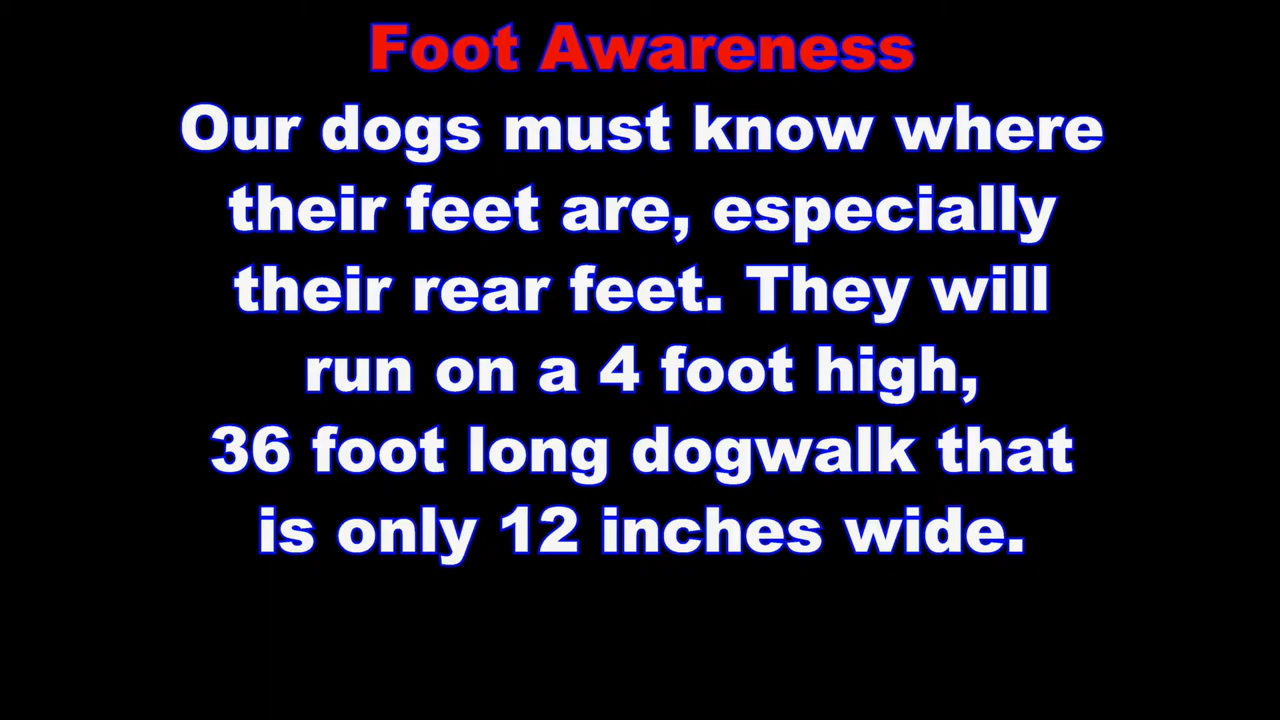 Foot Awareness
Our dogs must know where
their feet are, especially
their rear feet. They will
run on a 4 foot high,
36 foot long dogwalk that
is only 12 inches wide.